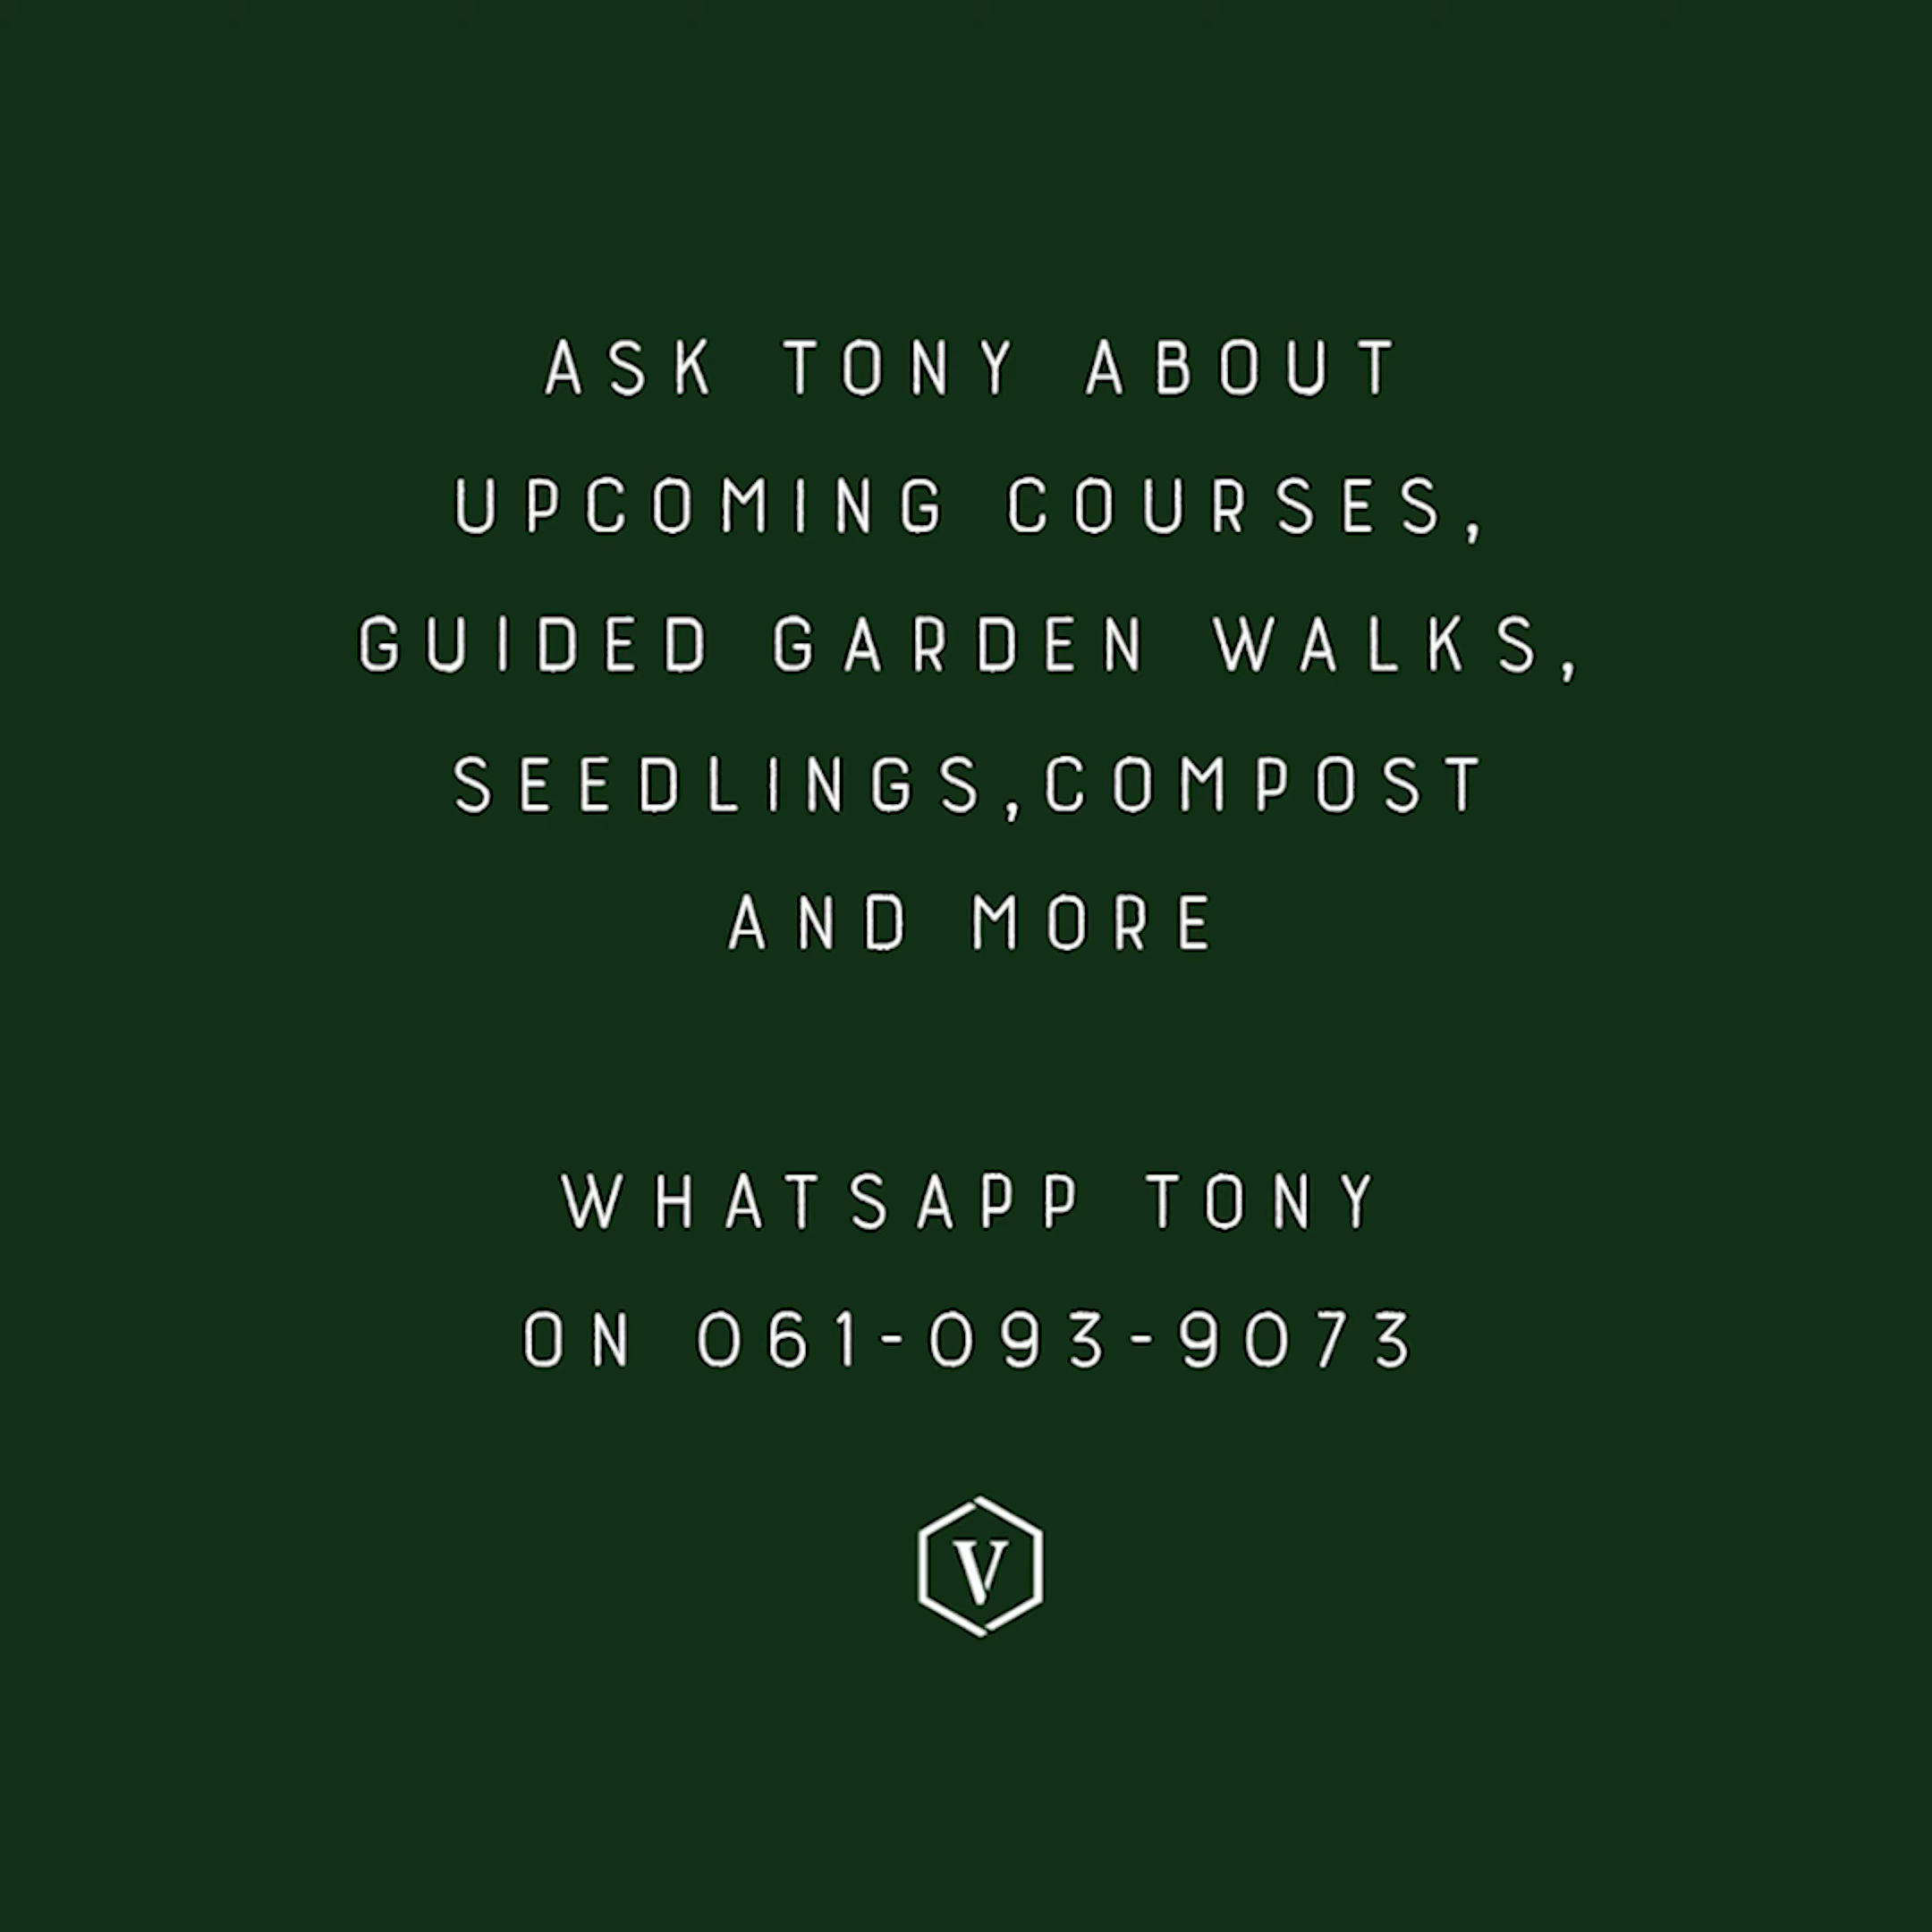 ASK TONY ABOUT
UPCOMING COURSES,
GUIDED GARDEN WALKS,
SEEDLINGS,COMPOST
AND MORE
WHATSAPP TONY
ON 061-093-9073
V